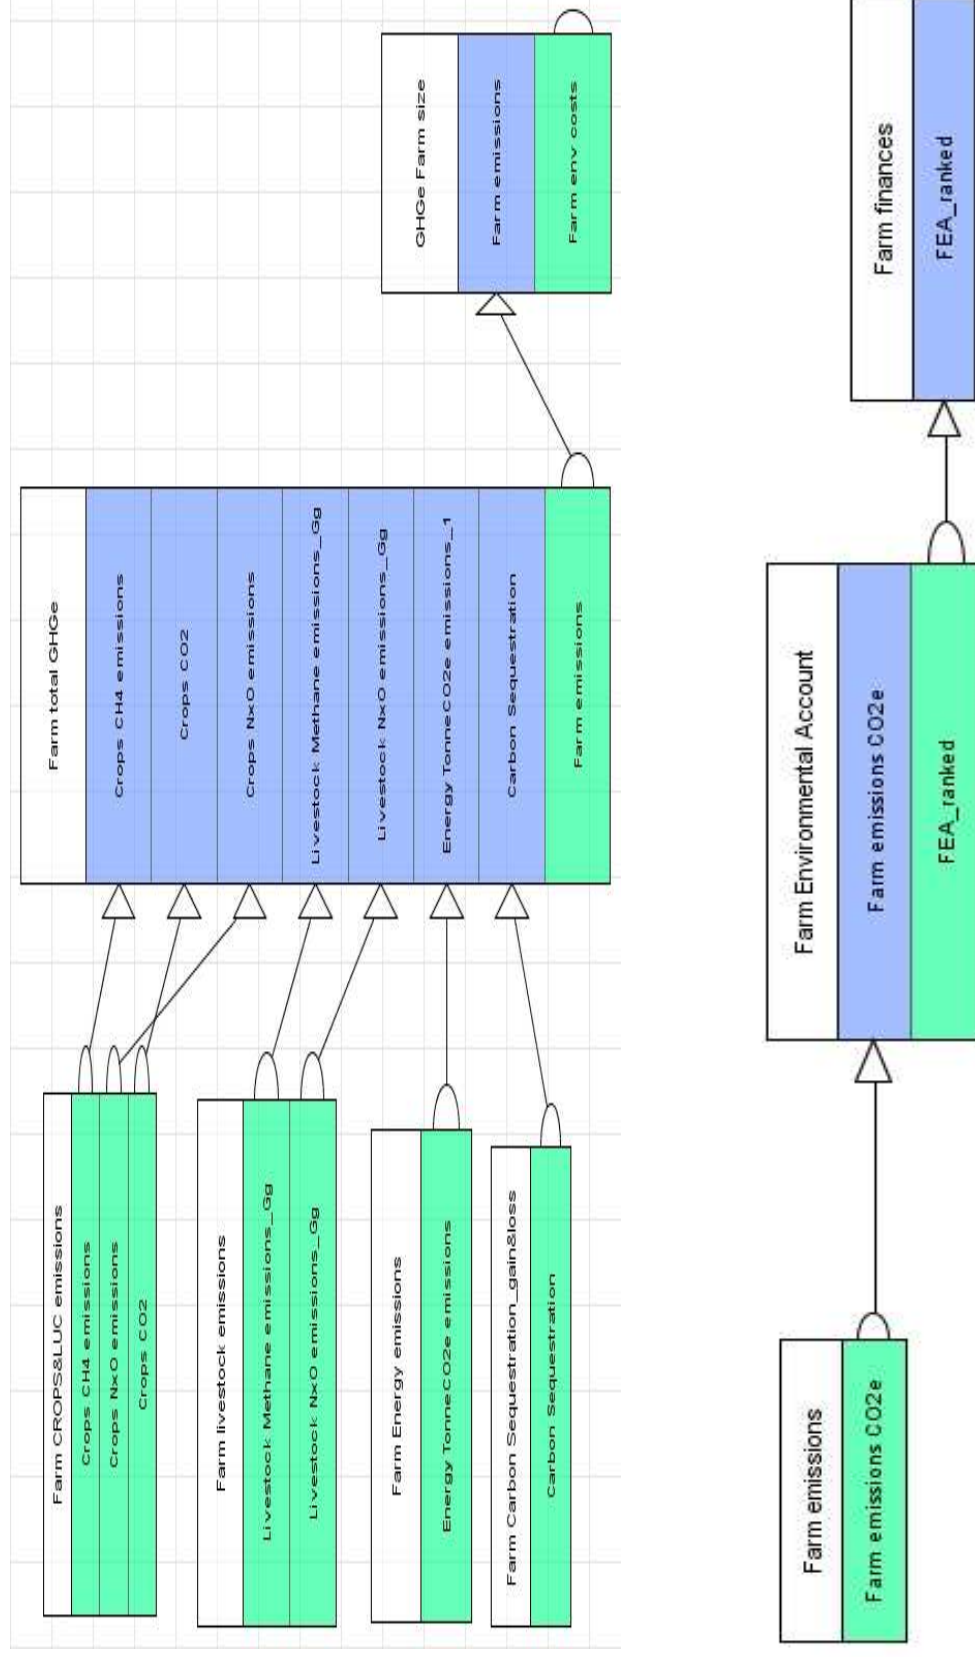 Farm CROPS&LUC emissions
Crops CH4 emissions
Crops NxO emissions
Crops CO2
Farm livestock emissions
Livestock Methane emissions_Gg
Livestock NxO emissions_Gg
Farm Energy emissions
Energy TonneCO2e emissions
Farm Carbon Sequestration_gain&loss
Carbon Sequestration
Farm total GHGe
Crops CH4 emissions
Crops CO2
Crops NxO emissions
Livestock Methane emissions_Gg
Livestock NxO emissions_Gg
Energy TonneCO2e emissions_1
Carbon Sequestration
Farm emissions
GHGe Farm size
Farm emissions
Farm env costs
Farm emissions
Farm emissions CO2e
Farm Environmental Account
Farm emissions CO2e
FEA_ranked
Farm finances
FEA_ranked